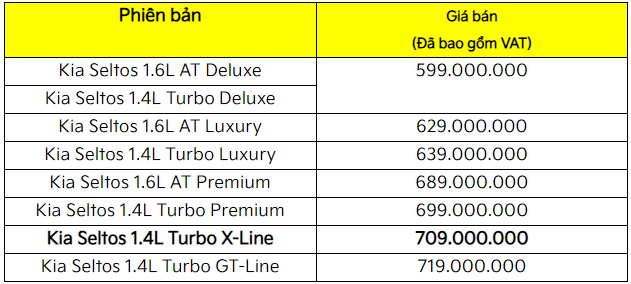 Phiên bản
Giá bán
(Đã bao gồm VAT)
Kia Seltos 1.6L AT Deluxe 599.000.000
Kia Seltos 1.4L Turbo Deluxe
Kia Seltos 1.6L AT Luxury 629.000.000
Kia Seltos 1.4L Turbo Luxury 639.000.000
Kia Seltos 1.6L AT Premium 689.000.000
Kia Seltos 1.4L Turbo Premium 699.000.000
Kia Seltos 1.4L Turbo X-Line 709.000.000
Kia Seltos 1.4L Turbo GT-Line 719.000.000